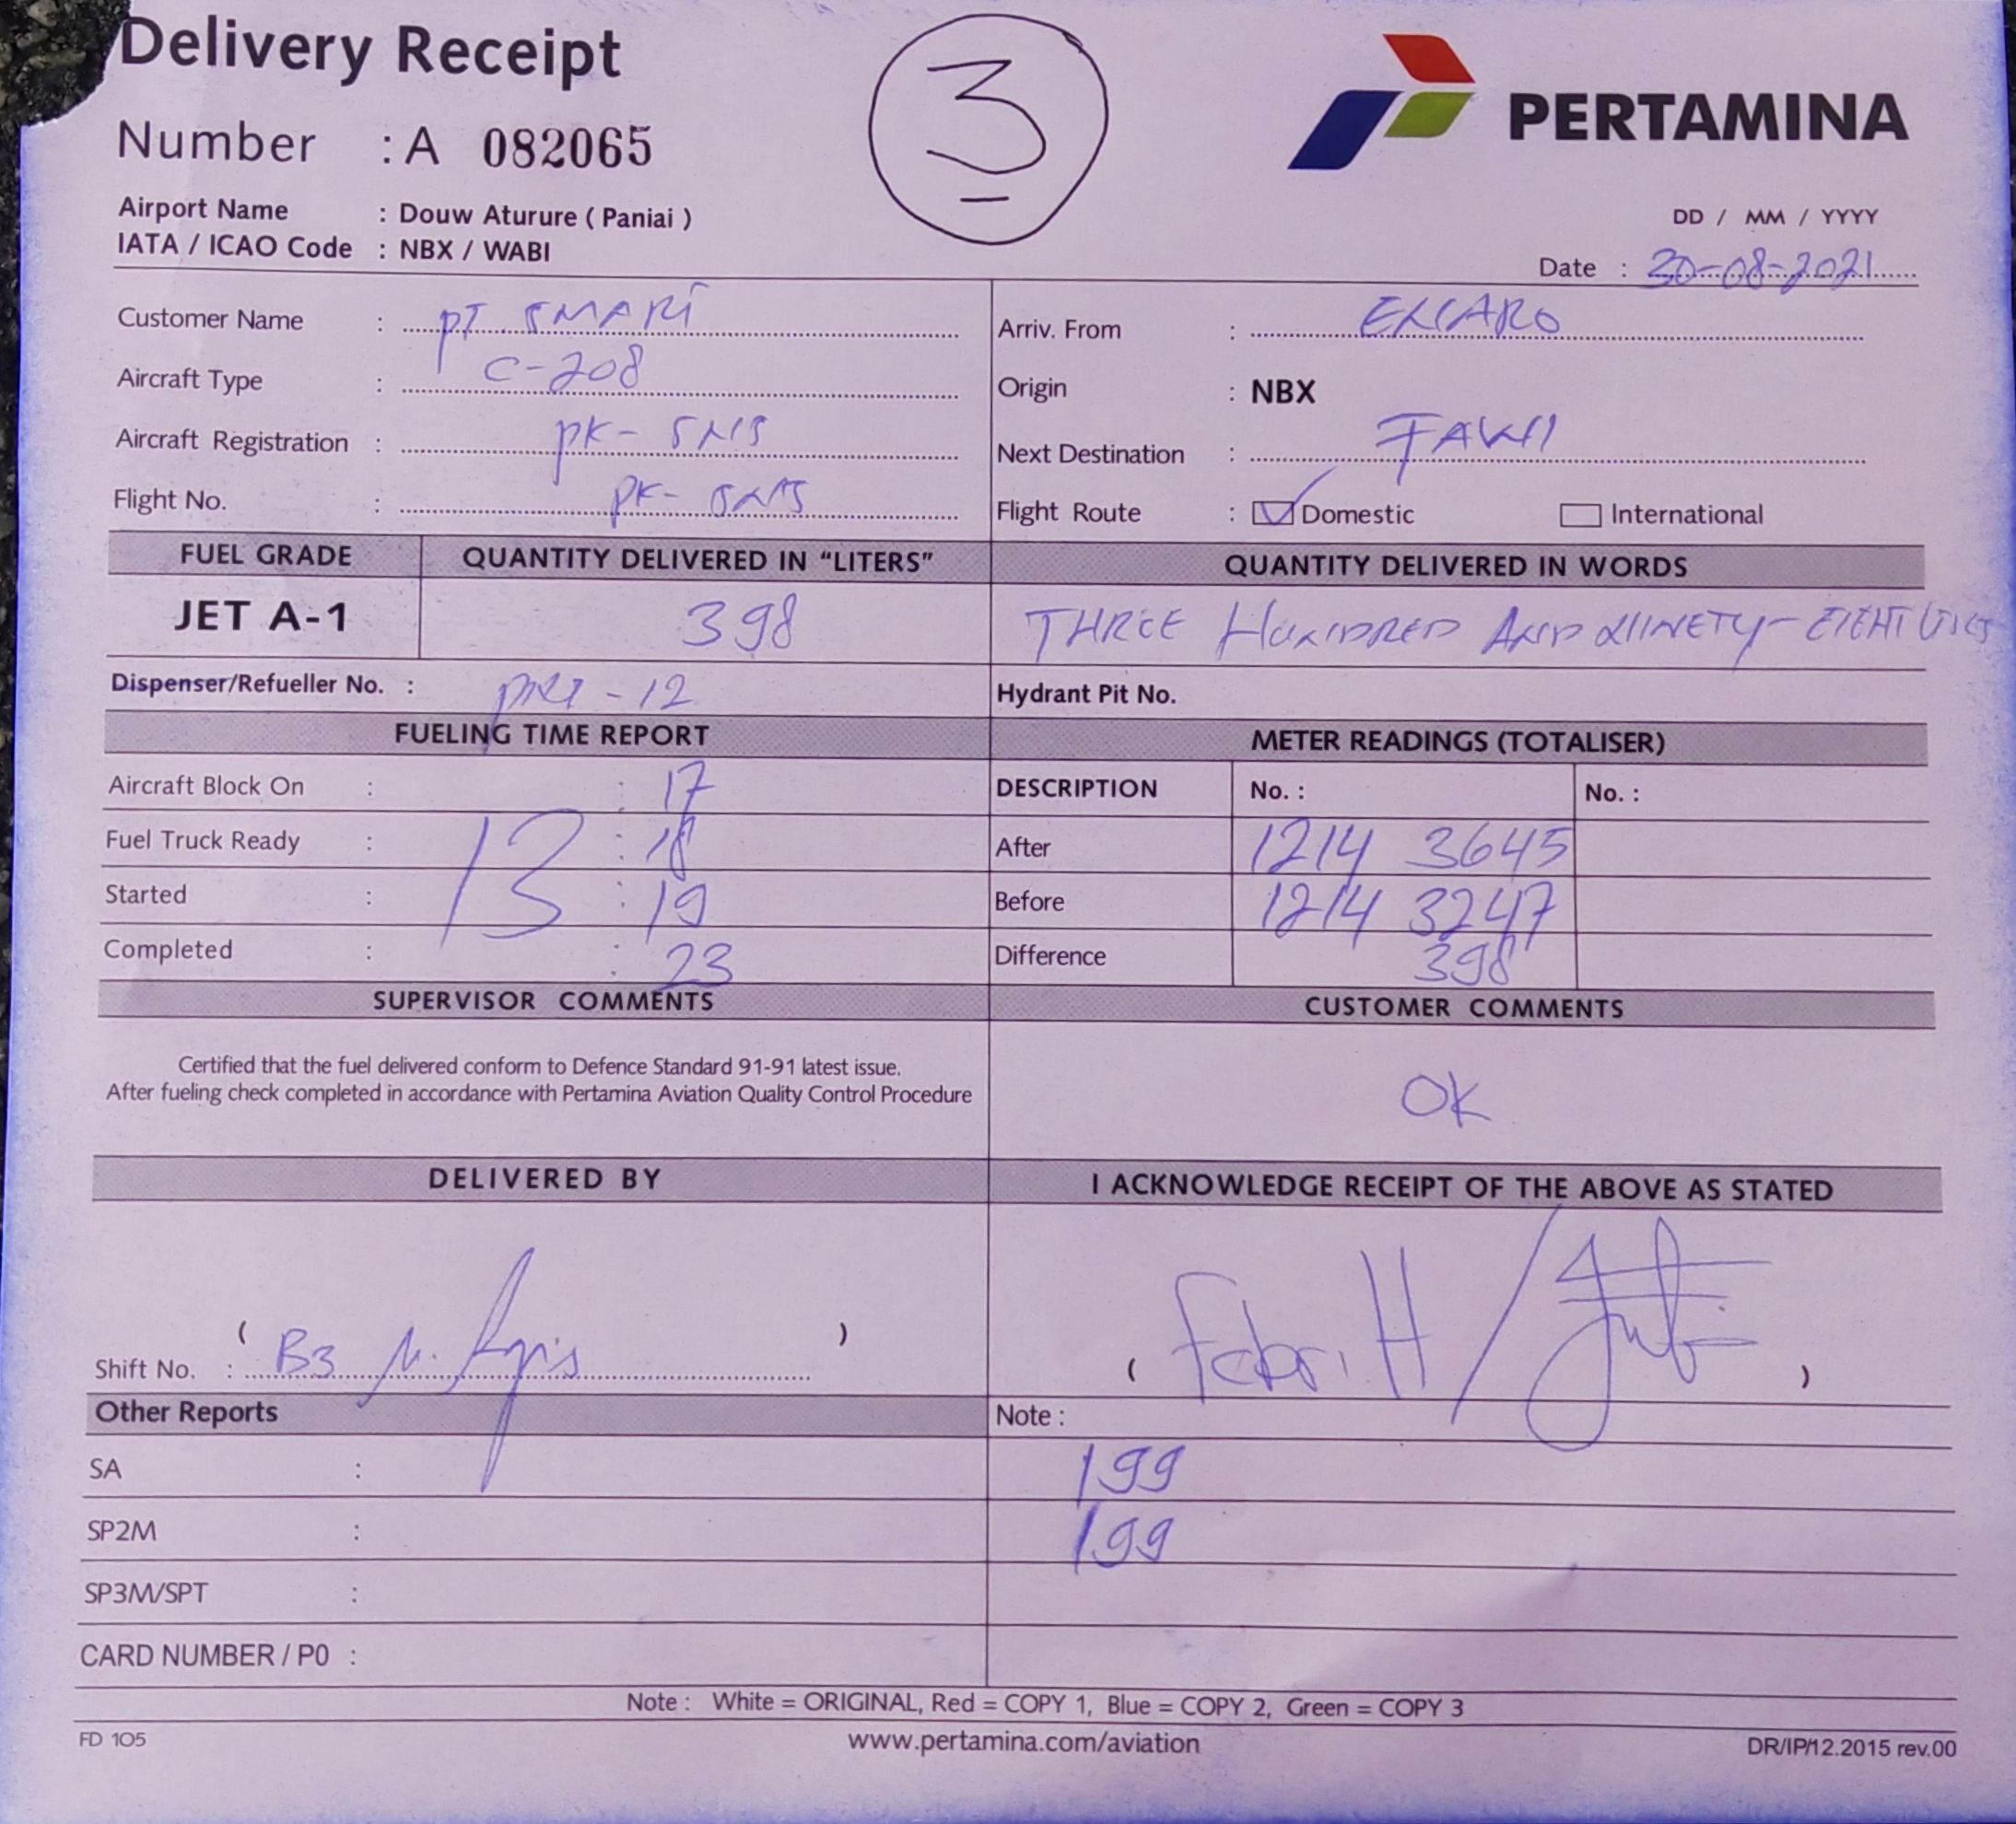 Delivery Receipt
3
PERTAMINA
Number : A 082065
Airport Name : Douw Aturure ( Paniai )
IATA / ICAO Code : NBX / WABI
DD / MM / YYYY
Date : 30-08-2021
Customer Name : PT SMART
Aircraft Type : C-208
Aircraft Registration : PK-SNS
Flight No. : PK-SNS
Arriv. From :
Origin : NBX
Next Destination :
Flight Route : Domestic International
FUEL GRADE QUANTITY DELIVERED IN “LITERS” QUANTITY DELIVERED IN WORDS
JET A-1 398 THREE HUNDRED AND NINETY-EIGHT
Dispenser/Refueller No. : Hydrant Pit No.
FUELING TIME REPORT METER READINGS (TOTALISER)
Aircraft Block On : : 17
Fuel Truck Ready : 13 : 18
Started : : 19
Completed : : 23
DESCRIPTION No. : No. :
After 1214 3645
Before 1214 3247
Difference 398
SUPERVISOR COMMENTS CUSTOMER COMMENTS
Certified that the fuel delivered conform to Defence Standard 91-91 latest issue.
After fueling check completed in accordance with Pertamina Aviation Quality Control Procedure
OK
DELIVERED BY I ACKNOWLEDGE RECEIPT OF THE ABOVE AS STATED
( )
Shift No. : B3 M.
( Febri.H / )
Other Reports Note :
SA : 199
SP2M : 199
SP3M/SPT :
CARD NUMBER / P0 :
Note : White = ORIGINAL, Red = COPY 1, Blue = COPY 2, Green = COPY 3
FD 105 www.pertamina.com/aviation DR/IP/12.2015 rev.00